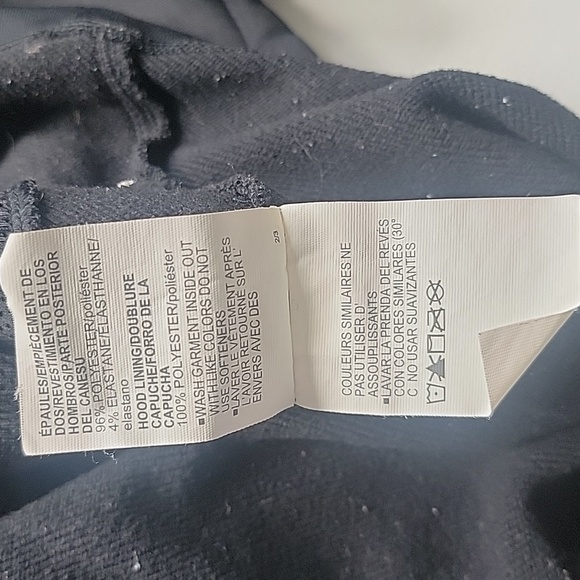 ÉPAULES/EMPIÈCEMENT DE
DOS/RESTO/EMPIÈCEMENT EN LOS
HOMBROS/PARTE POSTERIOR
DEL CANESÚ
96% POLYESTER/poliéster
4% ELASTANE/ÉLASTHANNE/
elastano
HOOD LINING/DOUBLURE
CAPUCHE/FORRO DE LA
CAPUCHA
100% POLYESTER/poliéster
■WASH GARMENT INSIDE OUT
WITH LIKE COLORS DO NOT
USE SOFTENERS
■LAVER LE VÊTEMENT APRÈS
L'AVOIR RETOURNÉ SUR L'
ENVERS AVEC DES
2/3
COULEURS SIMILAIRES NE
PAS UTILISER D'
ASSOUPLISSANTS
■LAVAR LA PRENDA DEL REVÉS
CON COLORES SIMILARES (30°
C NO USAR SUAVIZANTES